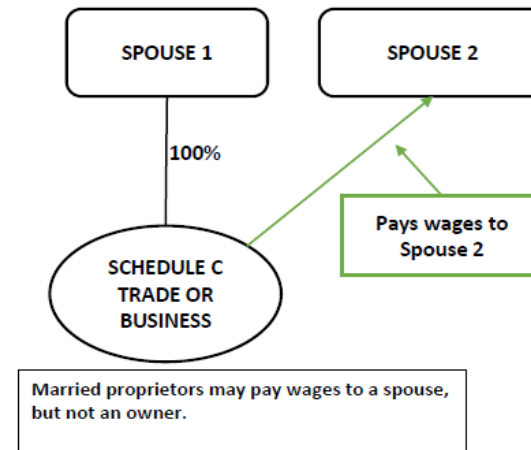 SPOUSE 1
SPOUSE 2
100%
Pays wages to
Spouse 2
SCHEDULE C
TRADE OR
BUSINESS
Married proprietors may pay wages to a spouse,
but not an owner.